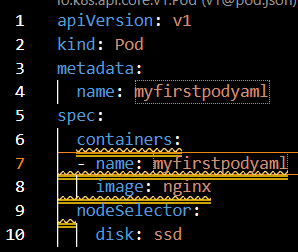 io.k8s.api.core.v1.Pod (v1@pod.json)
1 apiVersion: v1
2 kind: Pod
3 metadata:
4 name: myfirstpodyaml
5 spec:
6 containers:
7 - name: myfirstpodyaml
8 image: nginx
9 nodeSelector:
10 disk: ssd